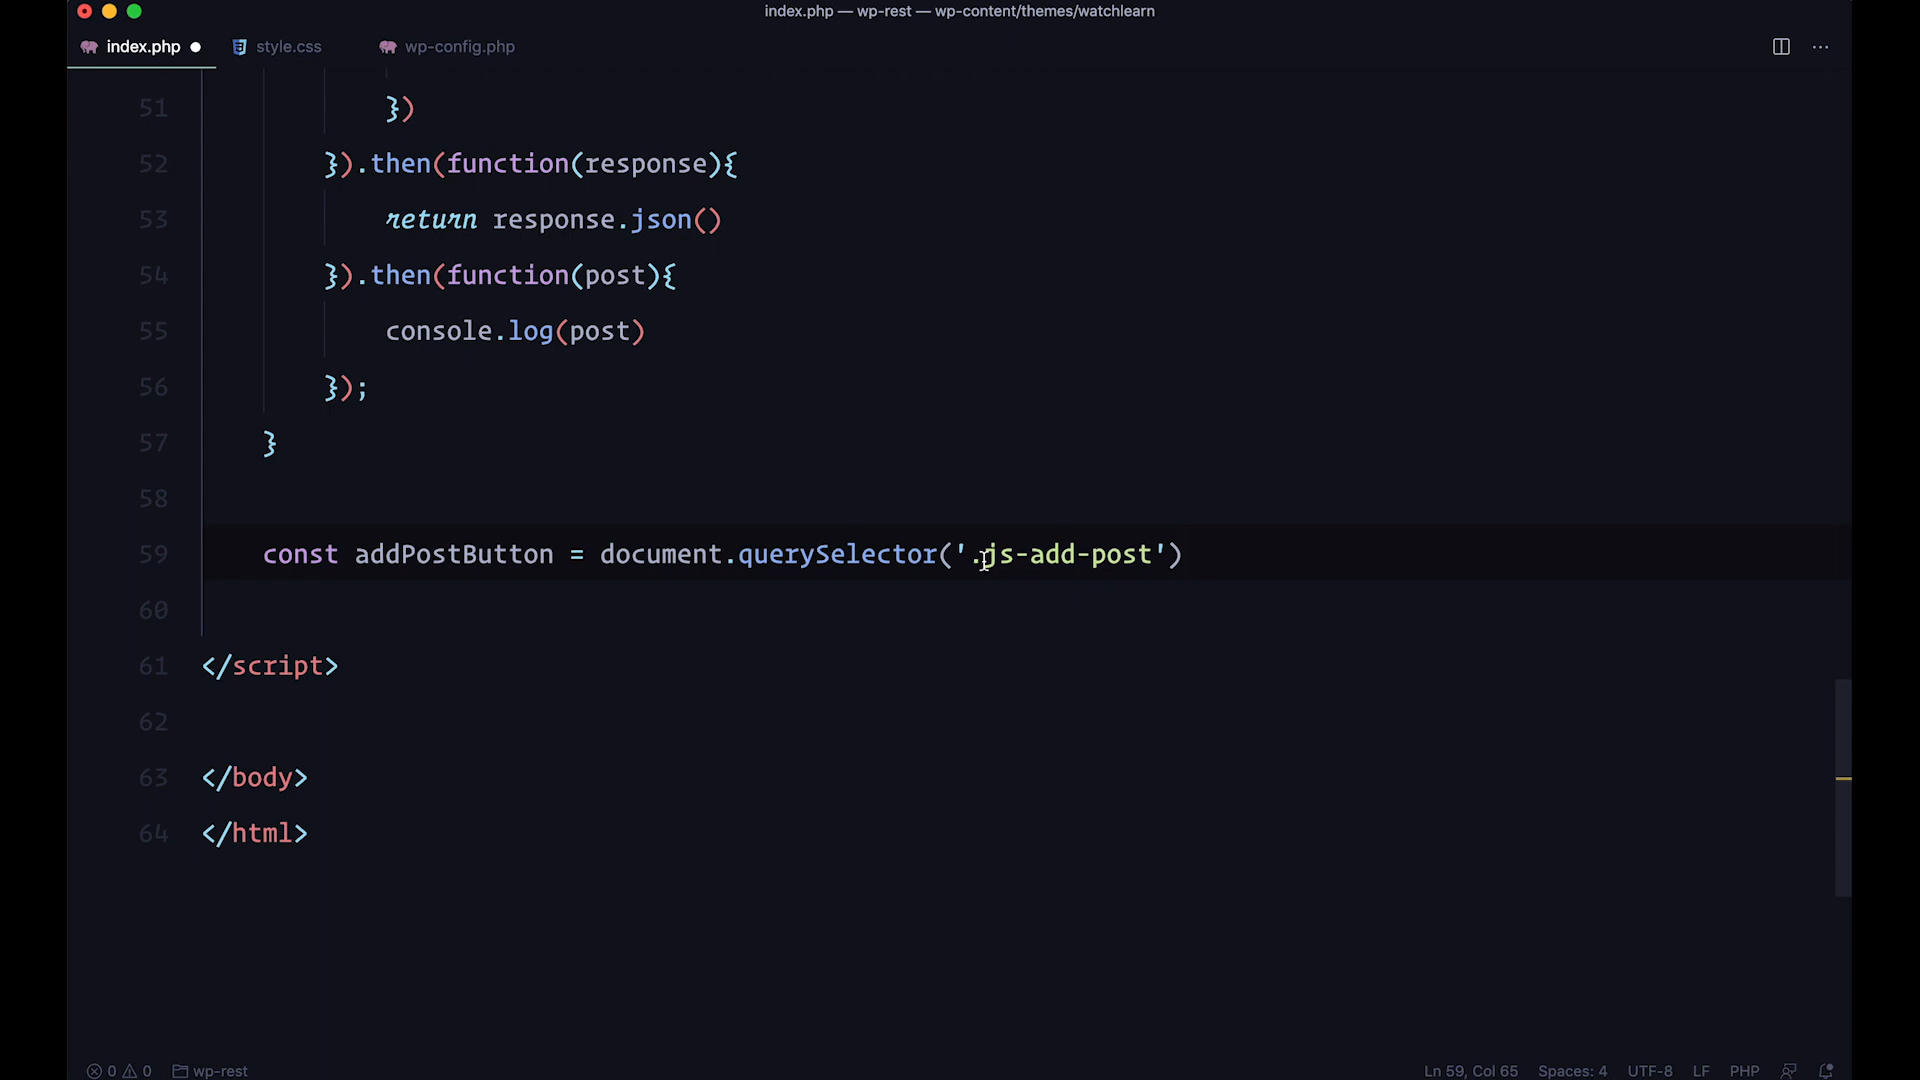 index.php — wp-rest — wp-content/themes/watchlearn
index.php style.css wp-config.php
51 })
52 }).then(function(response){
53 return response.json()
54 }).then(function(post){
55 console.log(post)
56 });
57 }
58
59 const addPostButton = document.querySelector('.js-add-post')
60
61 </script>
62
63 </body>
64 </html>
0 0 wp-rest Ln 59, Col 65 Spaces: 4 UTF-8 LF PHP